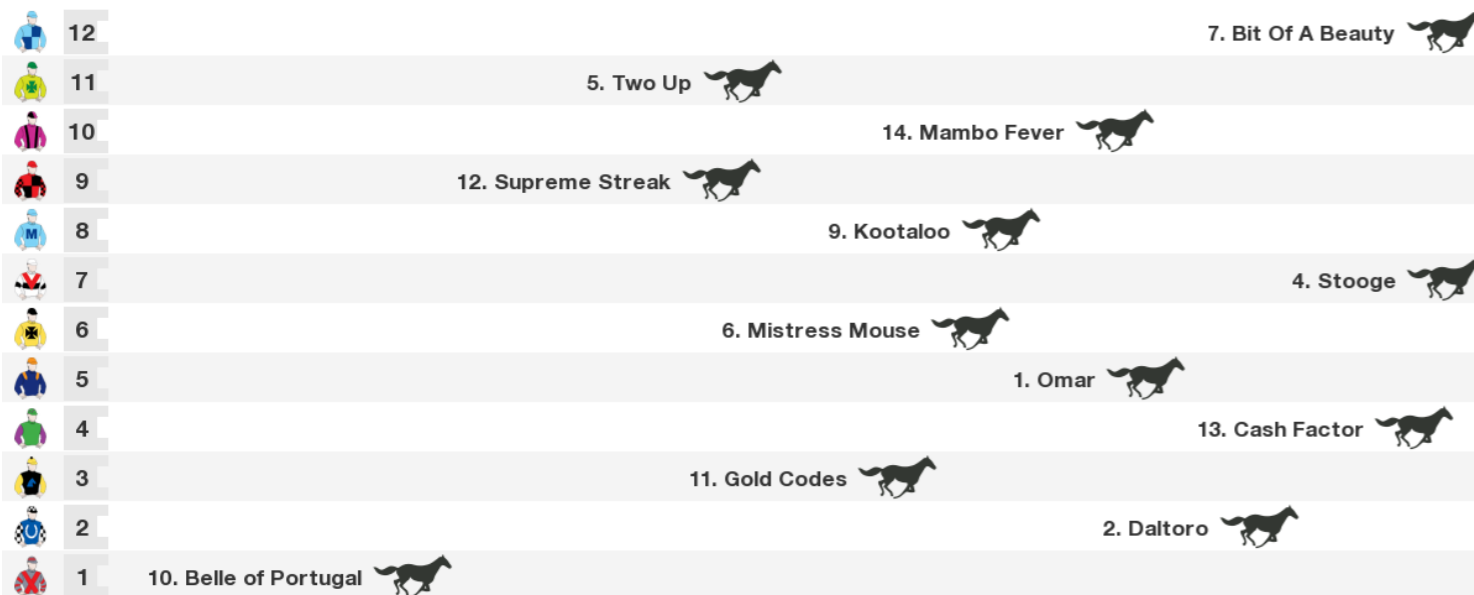 12 7. Bit Of A Beauty
11 5. Two Up
10 14. Mambo Fever
9 12. Supreme Streak
M 8 9. Kootaloo
7 4. Stooge
6 6. Mistress Mouse
5 1. Omar
4 13. Cash Factor
3 11. Gold Codes
2 2. Daltoro
1 10. Belle of Portugal